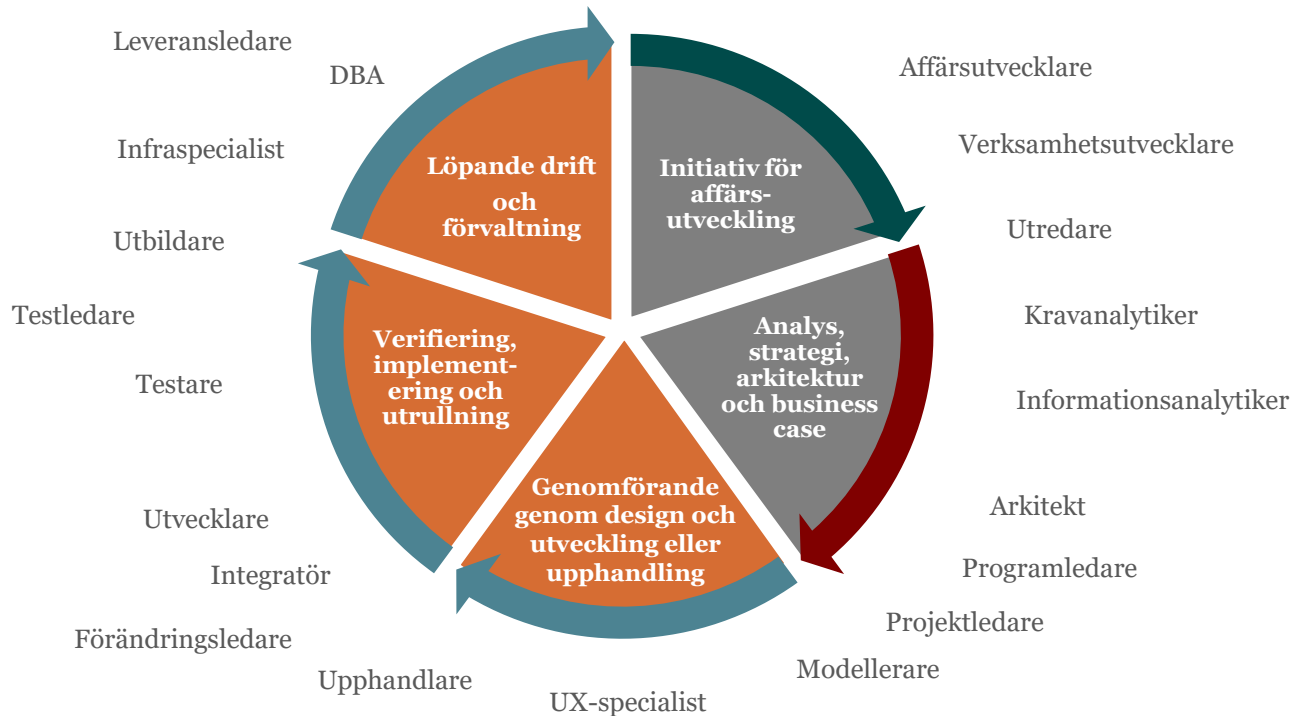 Leveransledare
DBA
Infraspecialist
Utbildare
Testledare
Testare
Utvecklare
Integratör
Förändringsledare
Upphandlare
UX-specialist
Modellerare
Projektledare
Programledare
Arkitekt
Informationsanalytiker
Kravanalytiker
Utredare
Verksamhetsutvecklare
Affärsutvecklare
Löpande drift
och
förvaltning
Initiativ för
affärs-
utveckling
Analys,
strategi,
arkitektur
och business
case
Genomförande
genom design och
utveckling eller
upphandling
Verifiering,
implement-
ering och
utrullning